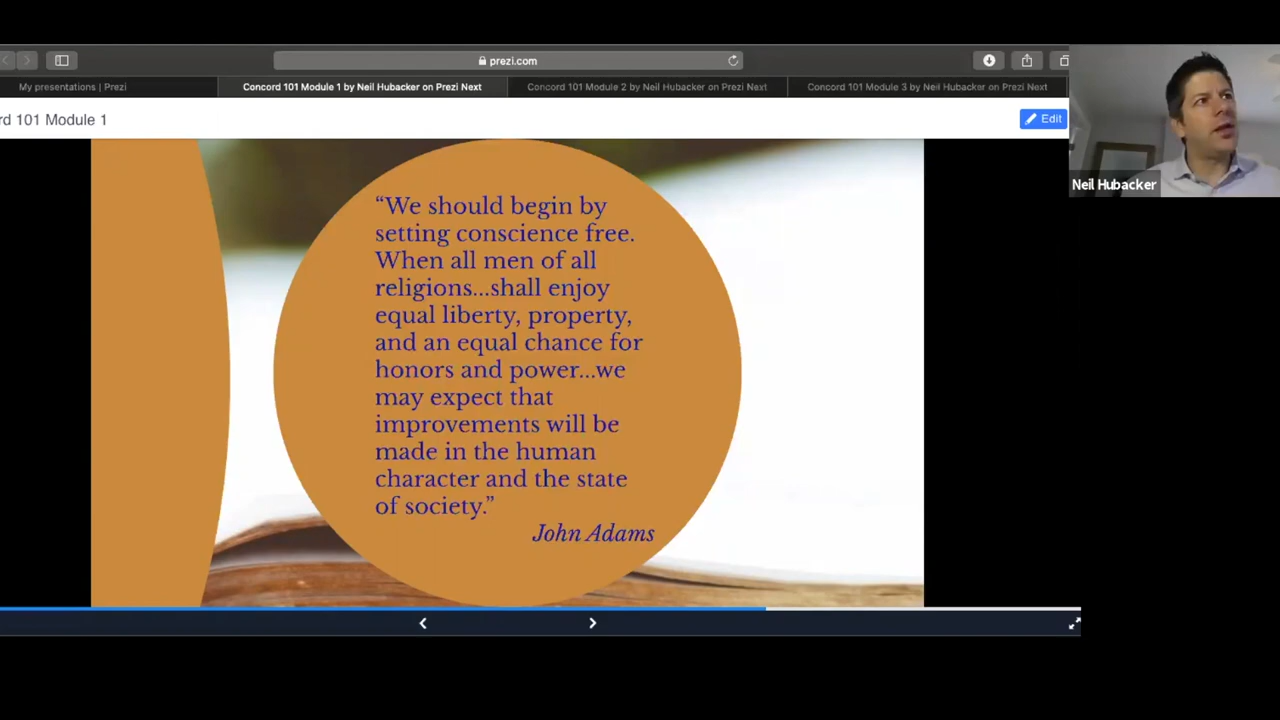 prezi.com
My presentations | Prezi
Concord 101 Module 1 by Neil Hubacker on Prezi Next
Concord 101 Module 2 by Neil Hubacker on Prezi Next
Concord 101 Module 3 by Neil Hubacker on Prezi Next
rd 101 Module 1
Edit
Neil Hubacker
“We should begin by
setting conscience free.
When all men of all
religions...shall enjoy
equal liberty, property,
and an equal chance for
honors and power...we
may expect that
improvements will be
made in the human
character and the state
of society.”
John Adams